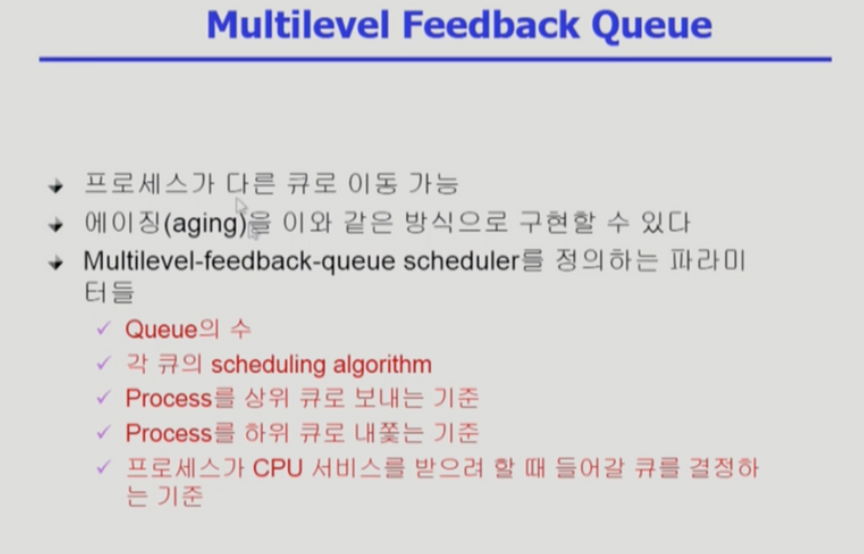 Multilevel Feedback Queue
프로세스가 다른 큐로 이동 가능
에이징(aging)을 이와 같은 방식으로 구현할 수 있다
Multilevel-feedback-queue scheduler를 정의하는 파라미
터들
Queue의 수
각 큐의 scheduling algorithm
Process를 상위 큐로 보내는 기준
Process를 하위 큐로 내쫓는 기준
프로세스가 CPU 서비스를 받으려 할 때 들어갈 큐를 결정하
는 기준